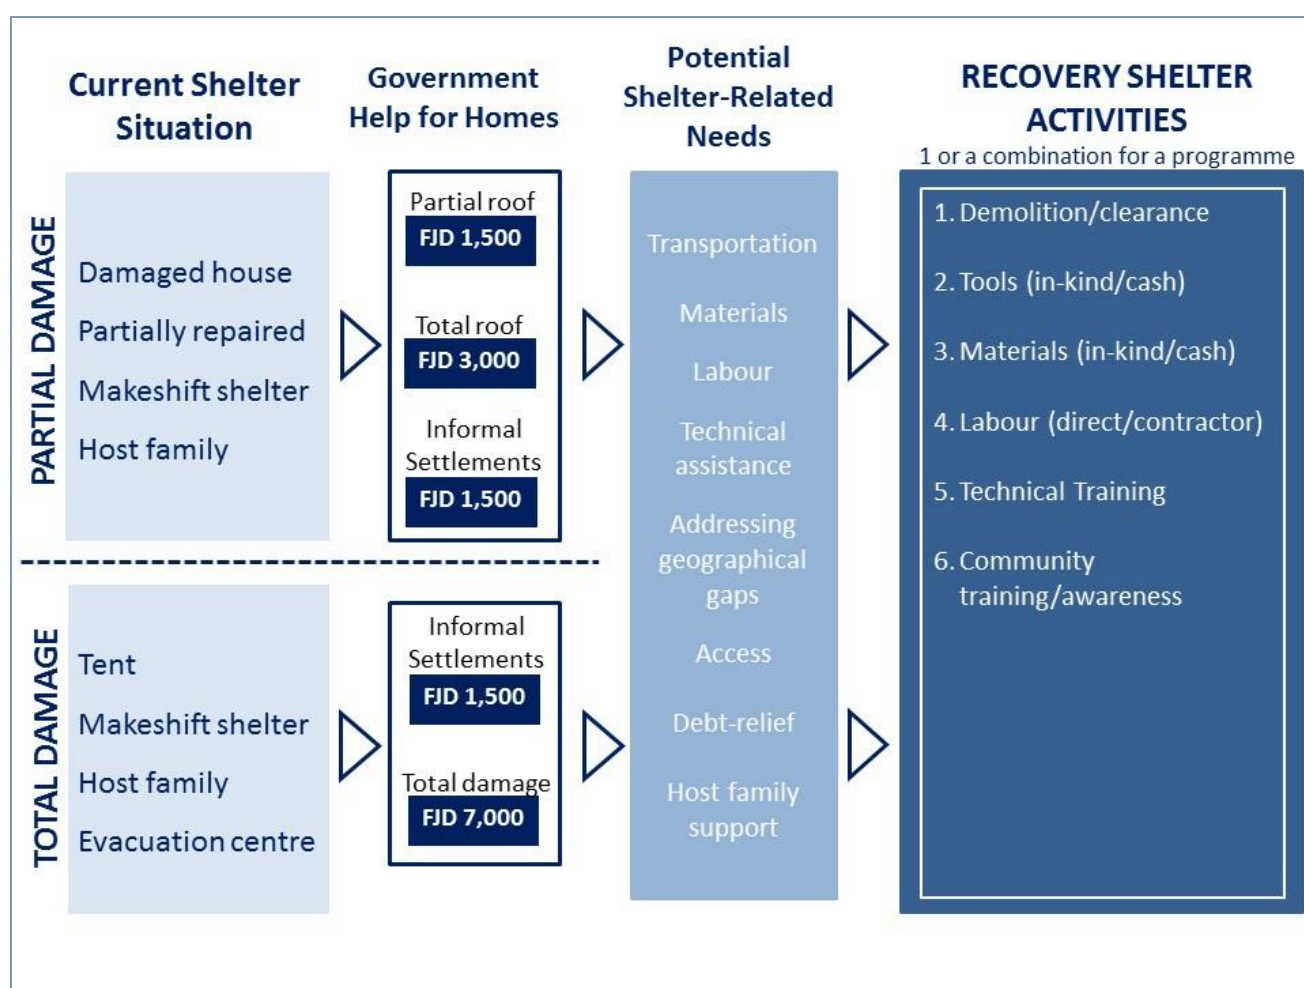 Current Shelter
Situation
Government
Help for Homes
Potential
Shelter-Related
Needs
RECOVERY SHELTER
ACTIVITIES
1 or a combination for a programme
PARTIAL DAMAGE
Damaged house
Partially repaired
Makeshift shelter
Host family
Partial roof
FJD 1,500
Total roof
FJD 3,000
Informal
Settlements
FJD 1,500
TOTAL DAMAGE
Tent
Makeshift shelter
Host family
Evacuation centre
Informal
Settlements
FJD 1,500
Total damage
FJD 7,000
Transportation
Materials
Labour
Technical
assistance
Addressing
geographical
gaps
Access
Debt-relief
Host family
support
1. Demolition/clearance
2. Tools (in-kind/cash)
3. Materials (in-kind/cash)
4. Labour (direct/contractor)
5. Technical Training
6. Community
training/awareness